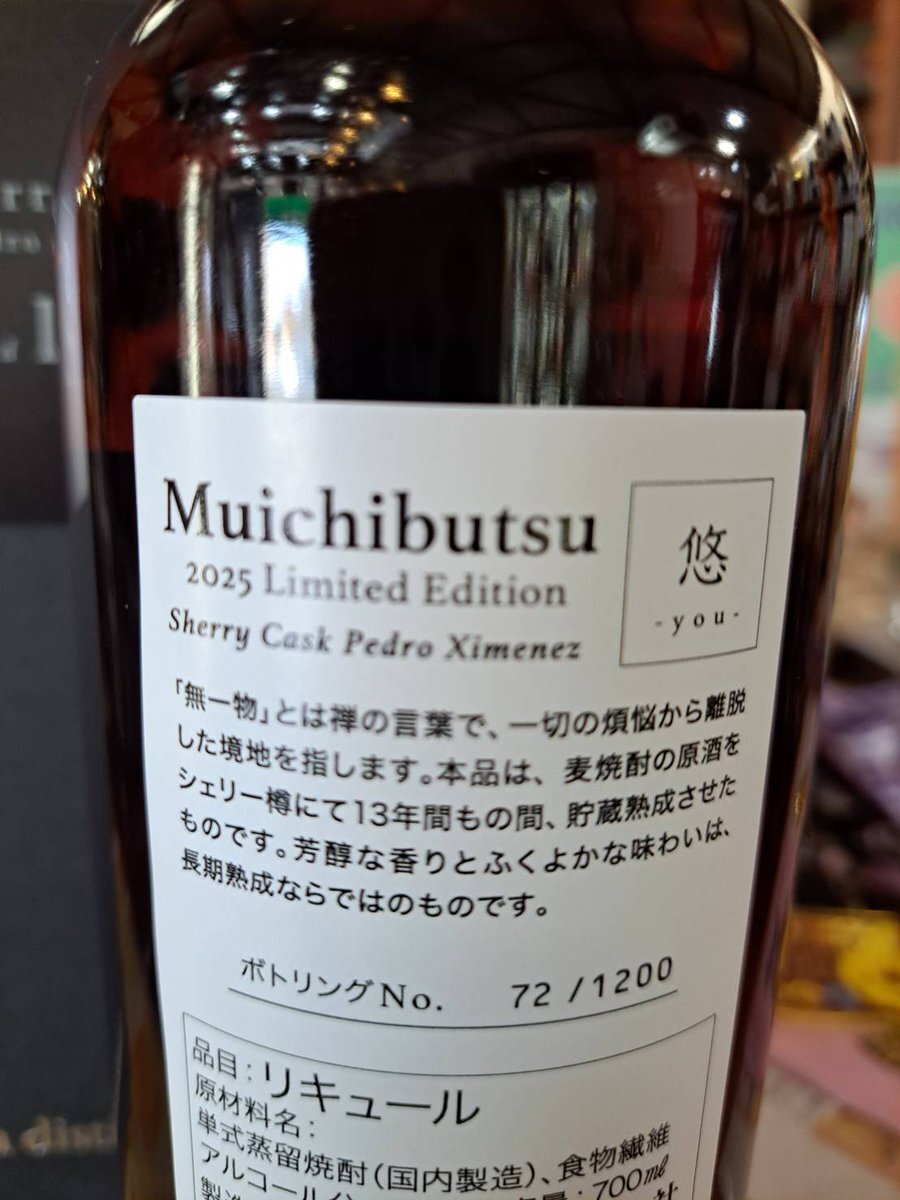 Muichibutsu
2025 Limited Edition
Sherry Cask Pedro Ximenez
悠
-you-
「無一物」とは禅の言葉で、一切の煩悩から離脱
した境地を指します。本品は、麦焼酎の原酒を
シェリー樽にて13年間もの間、貯蔵熟成させた
ものです。芳醇な香りとふくよかな味わいは、
長期熟成ならではのものです。
ボトリングNo. 72 /1200
品目:リキュール
原材料名:
単式蒸留焼酎(国内製造)、食物繊維
アルコール 700㎖